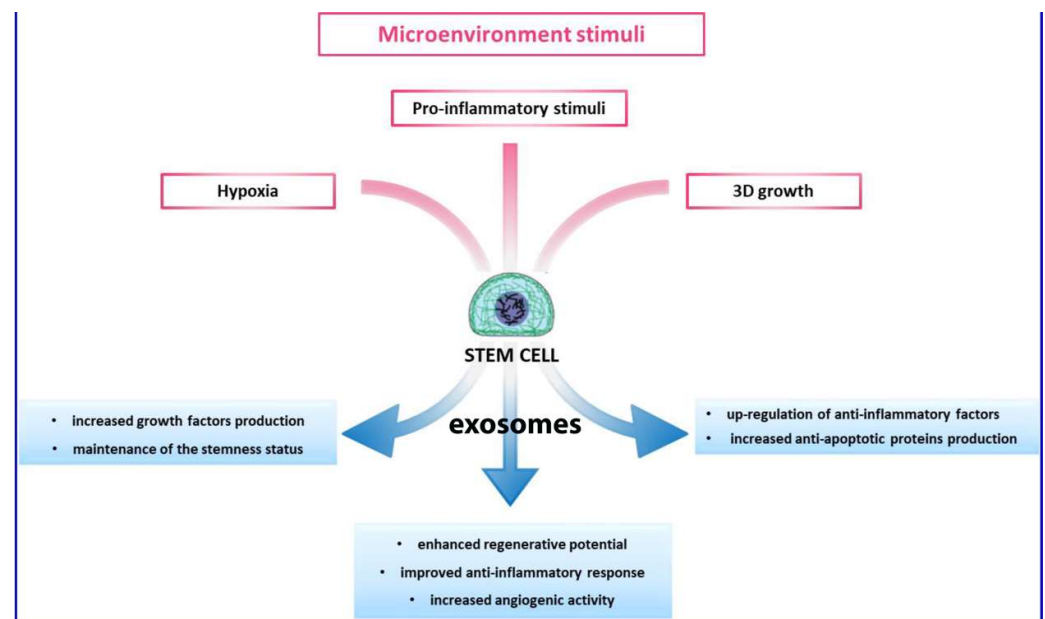 Microenvironment stimuli
Pro-inflammatory stimuli
Hypoxia
3D growth
STEM CELL
exosomes
• increased growth factors production
• maintenance of the stemness status
• up-regulation of anti-inflammatory factors
• increased anti-apoptotic proteins production
• enhanced regenerative potential
• improved anti-inflammatory response
• increased angiogenic activity